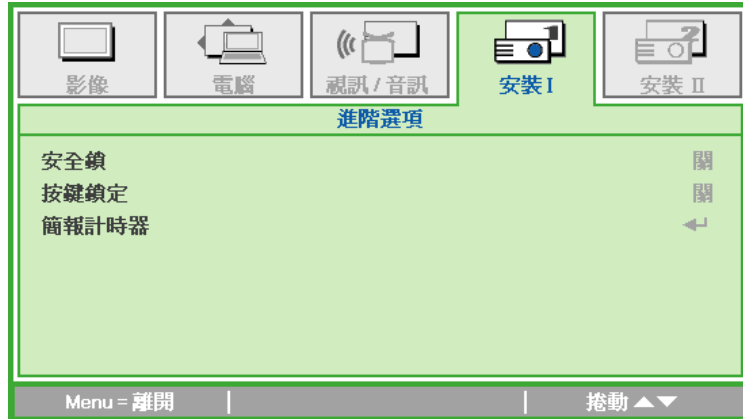 影像 電腦 視訊 / 音訊 安裝 I 安裝 II
進階選項
安全鎖 關
按鍵鎖定 關
簡報計時器
Menu = 離開 捲動